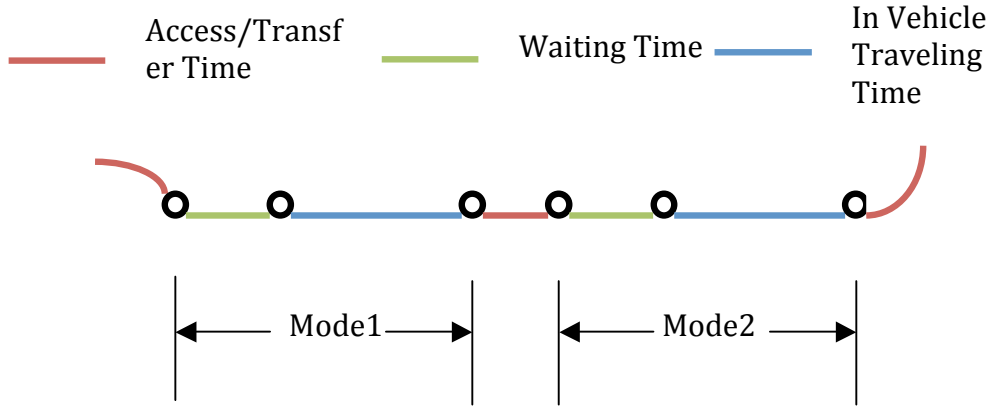 Access/Transf
er Time
Waiting Time
In Vehicle
Traveling
Time
Mode1
Mode2